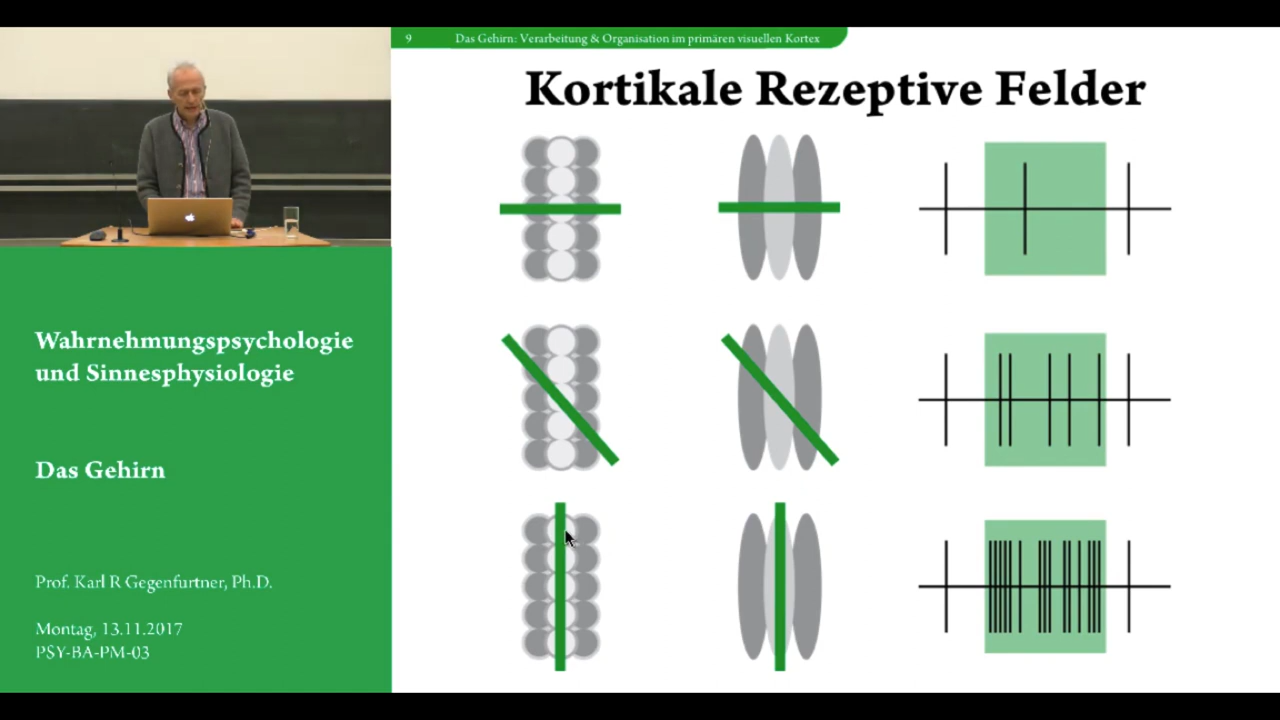 9 Das Gehirn: Verarbeitung & Organisation im primären visuellen Kortex
Kortikale Rezeptive Felder
Wahrnehmungspsychologie
und Sinnesphysiologie
Das Gehirn
Prof. Karl R Gegenfurtner, Ph.D.
Montag, 13.11.2017
PSY-BA-PM-03